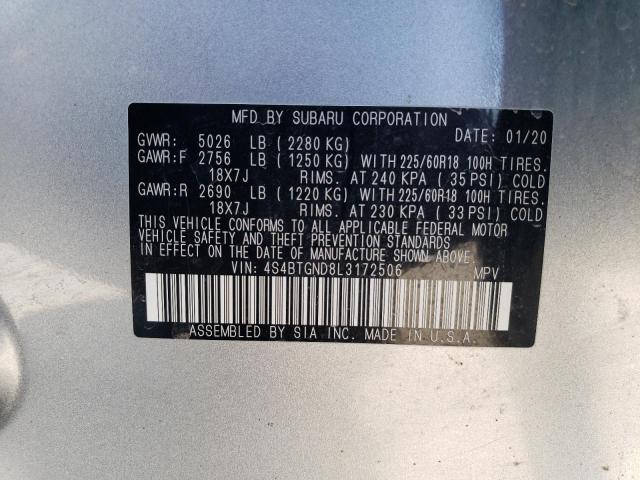 MFD BY SUBARU CORPORATION
GVWR: 5026 LB ( 2280 KG) DATE: 01/20
GAWR:F 2756 LB ( 1250 KG) WITH 225/60R18 100H TIRES.
18X7J RIMS. AT 240 KPA ( 35 PSI) COLD
GAWR:R 2690 LB ( 1220 KG) WITH 225/60R18 100H TIRES.
18X7J RIMS. AT 230 KPA ( 33 PSI) COLD
THIS VEHICLE CONFORMS TO ALL APPLICABLE FEDERAL MOTOR
VEHICLE SAFETY AND THEFT PREVENTION STANDARDS
IN EFFECT ON THE DATE OF MANUFACTURE SHOWN ABOVE.
VIN: 4S4BTGND8L3172506 MPV
ASSEMBLED BY SIA INC. MADE IN U.S.A.